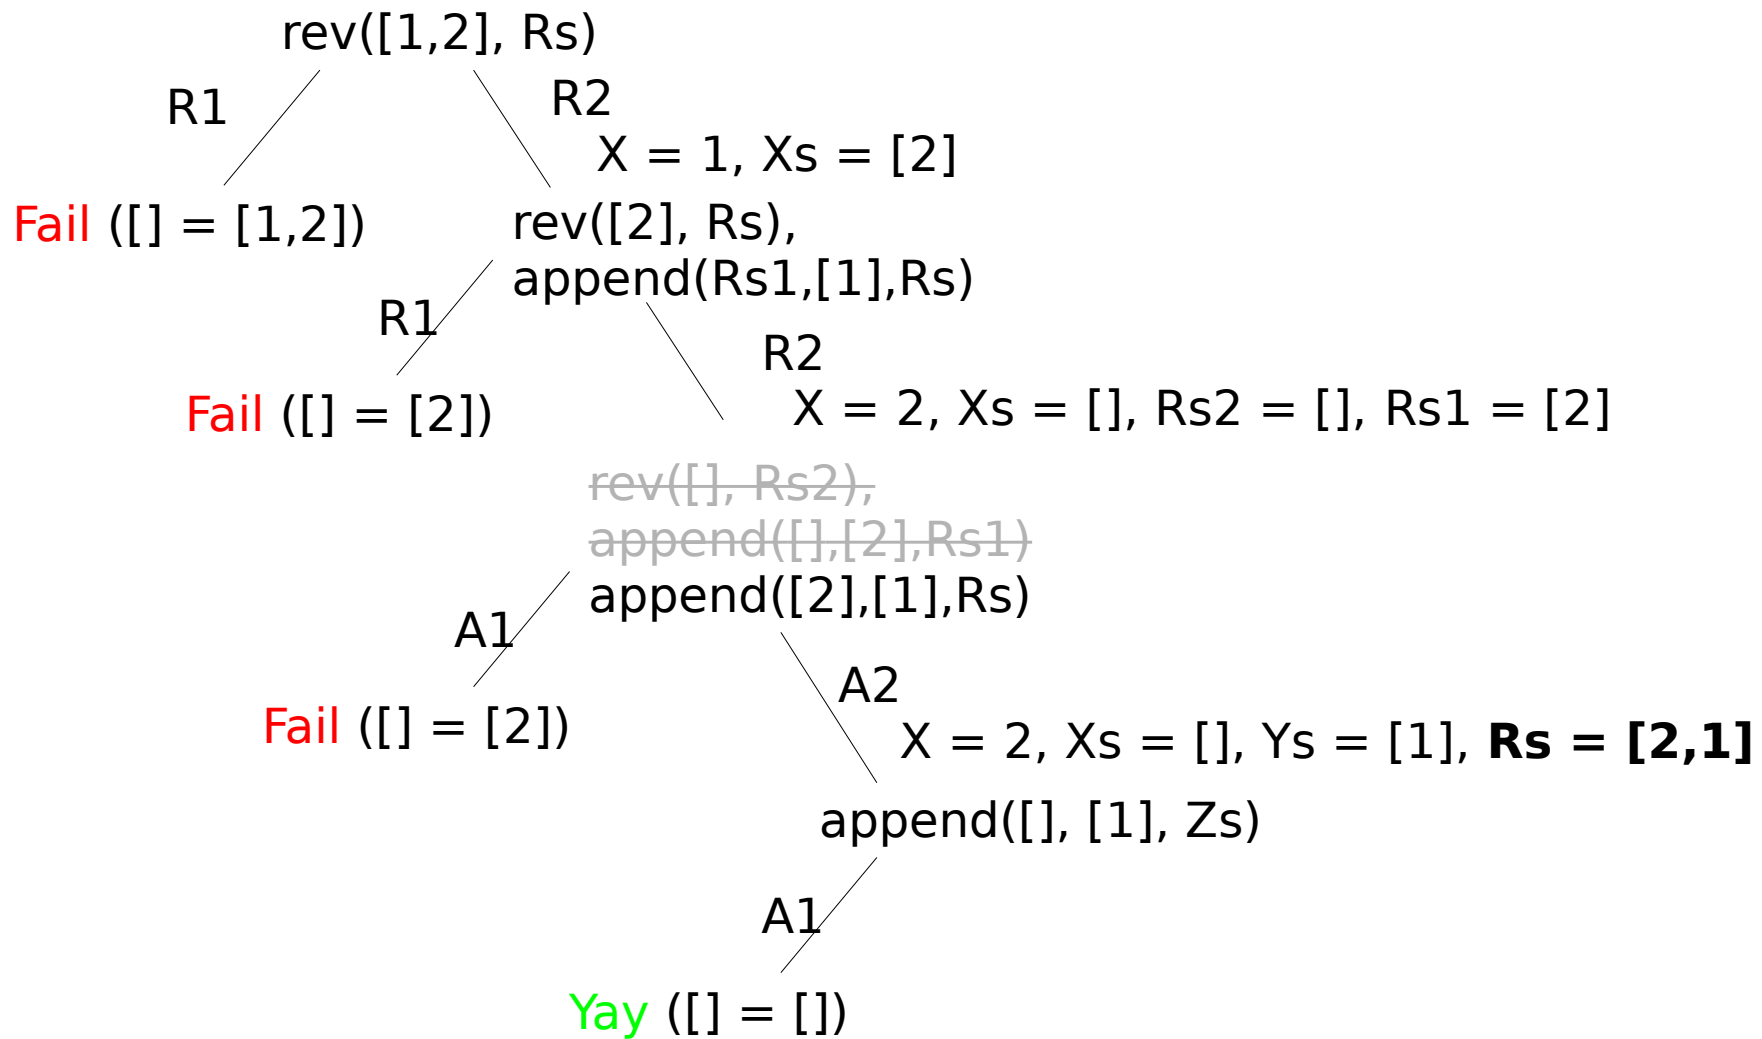 rev([1,2], Rs)
R1
R2
X = 1, Xs = [2]
Fail ([] = [1,2])
rev([2], Rs),
append(Rs1,[1],Rs)
R1
R2
Fail ([] = [2])
X = 2, Xs = [], Rs2 = [], Rs1 = [2]
rev([], Rs2),
append([],[2],Rs1)
append([2],[1],Rs)
A1
A2
Fail ([] = [2])
X = 2, Xs = [], Ys = [1], Rs = [2,1]
append([], [1], Zs)
A1
Yay ([] = [])